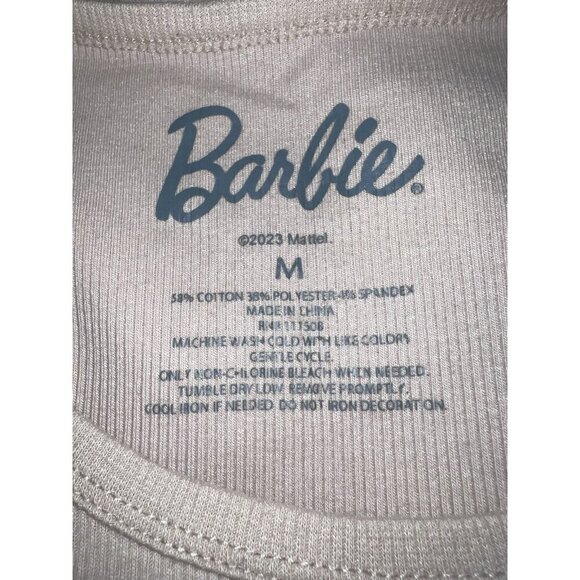 Barbie®
©2023 Mattel.
M
58% COTTON 38% POLYESTER 4% SPANDEX
MADE IN CHINA
RN# 111508
MACHINE WASH COLD WITH LIKE COLORS
GENTLE CYCLE.
ONLY NON-CHLORINE BLEACH WHEN NEEDED.
TUMBLE DRY LOW. REMOVE PROMPTLY.
COOL IRON IF NEEDED. DO NOT IRON DECORATION.